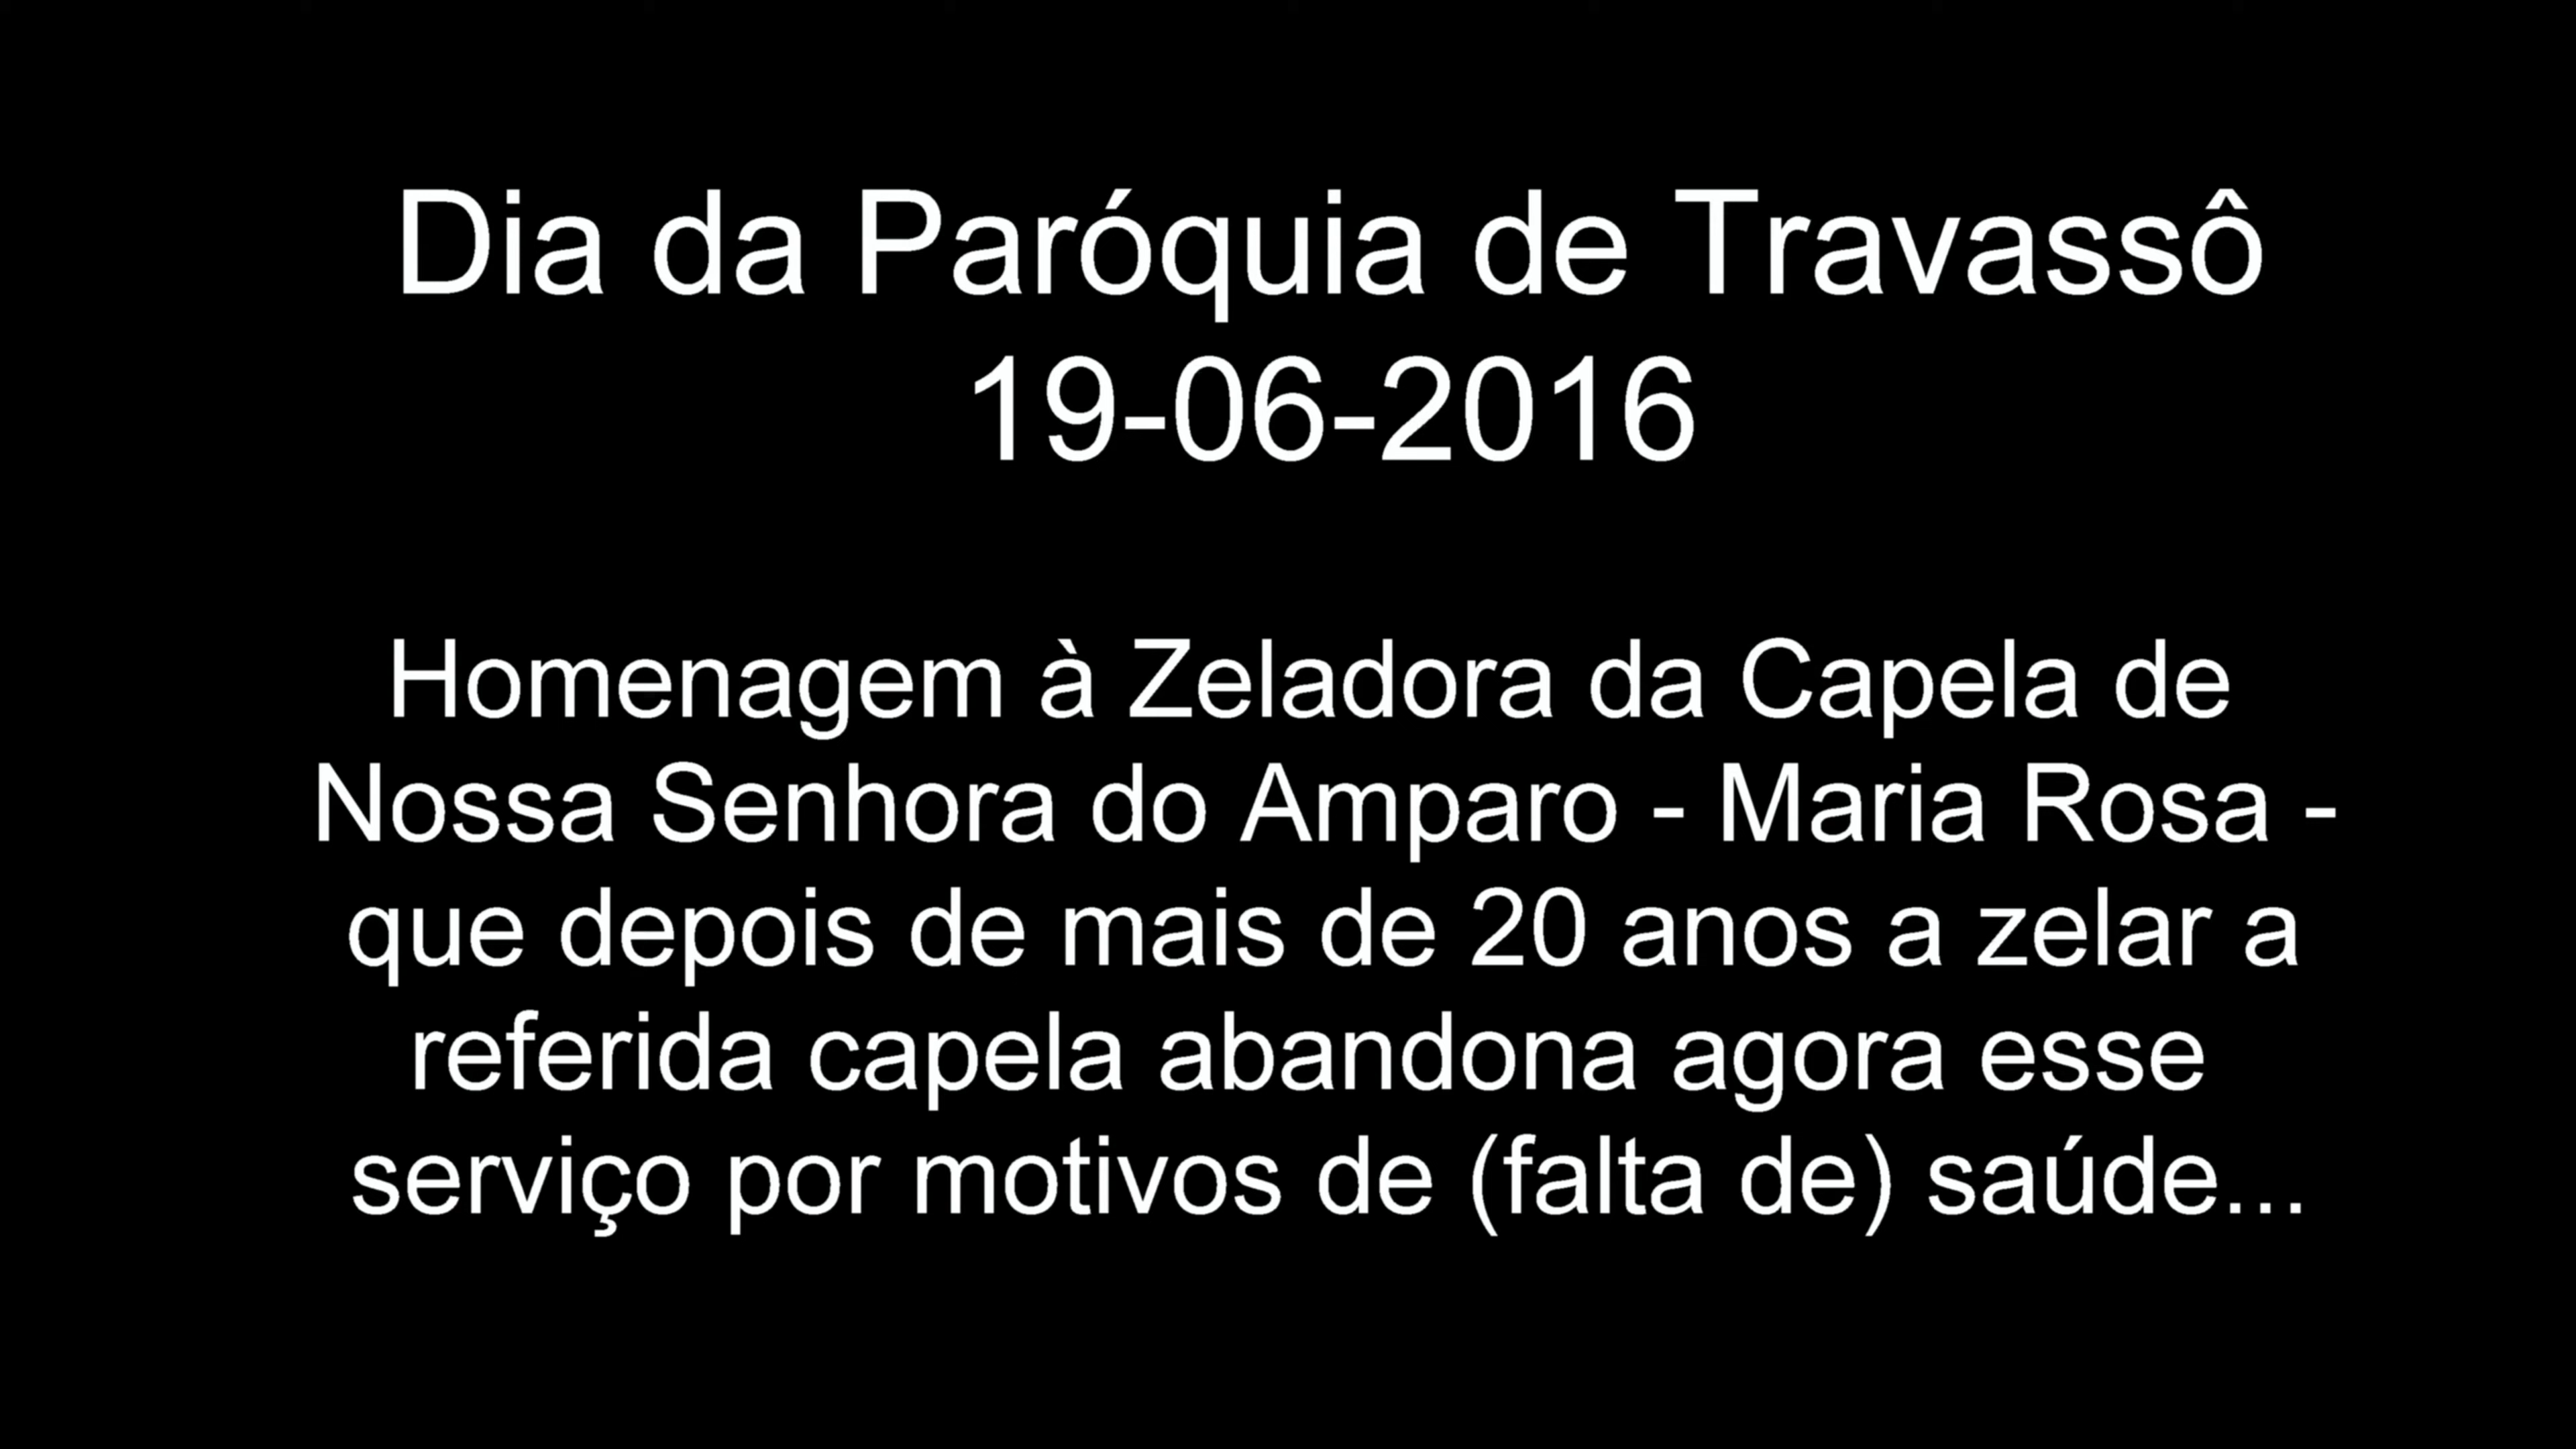 Dia da Paróquia de Travassô
19-06-2016
Homenagem à Zeladora da Capela de
Nossa Senhora do Amparo - Maria Rosa -
que depois de mais de 20 anos a zelar a
referida capela abandona agora esse
serviço por motivos de (falta de) saúde...